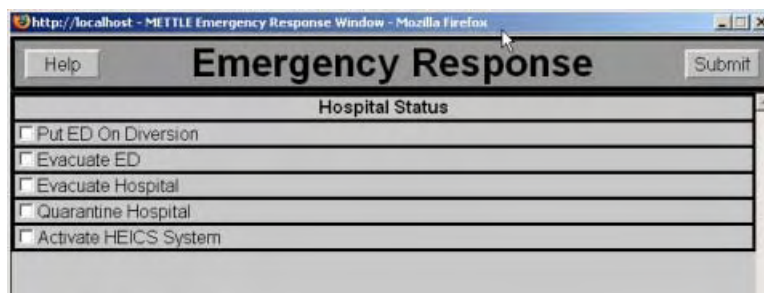 http://localhost - METTLE Emergency Response Window - Mozilla Firefox
Help Emergency Response Submit
Hospital Status
Put ED On Diversion
Evacuate ED
Evacuate Hospital
Quarantine Hospital
Activate HEICS System